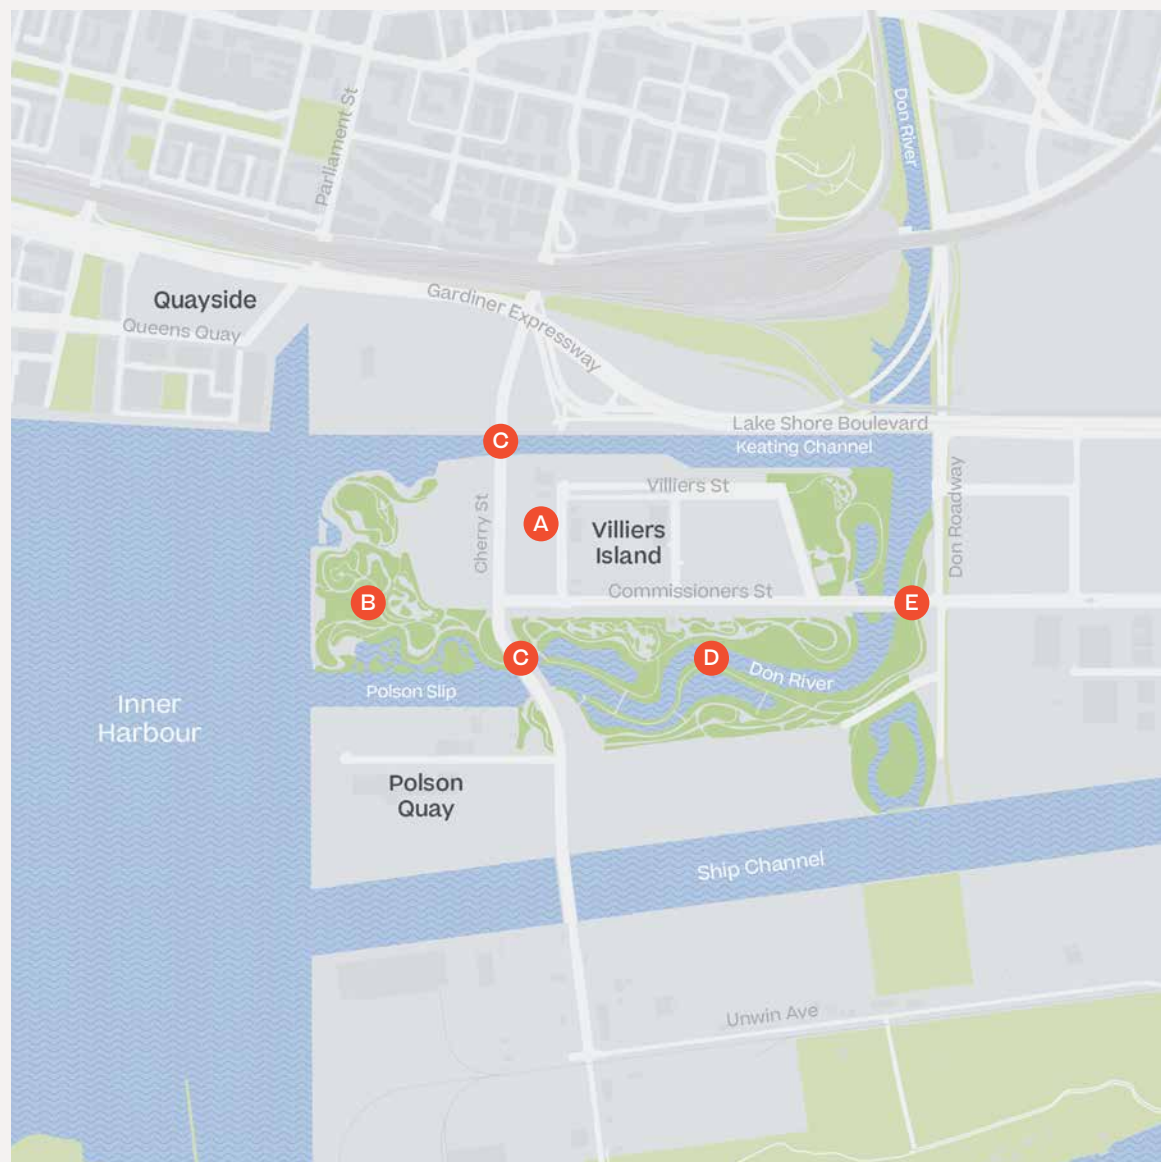 Don River
Parliament St
Quayside
Queens Quay
Gardiner Expressway
Lake Shore Boulevard
C
Keating Channel
Villiers St
Don Roadway
Cherry St
A
Villiers
Island
Commissioners St
B
E
C
D
Don River
Polson Slip
Inner
Harbour
Polson
Quay
Ship Channel
Unwin Ave